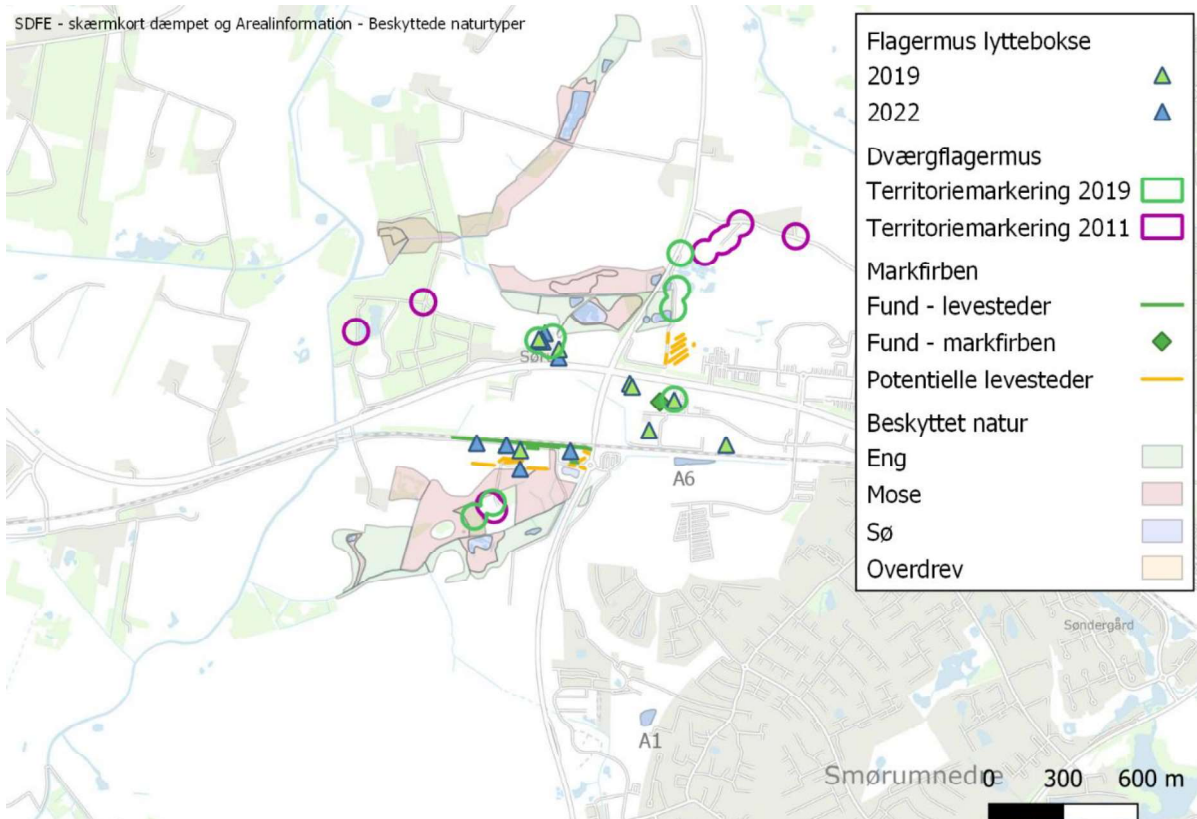 SDFE - skærmkort dæmpet og Arealinformation - Beskyttede naturtyper
Flagermus lyttebokse
2019
2022
Dværgflagermus
Territoriemarkering 2019
Territoriemarkering 2011
Markfirben
Fund - levesteder
Fund - markfirben
Potentielle levesteder
Beskyttet natur
Eng
Mose
Sø
Overdrev
A6
Søndergård
A1
Smørumnedre
0 300 600 m